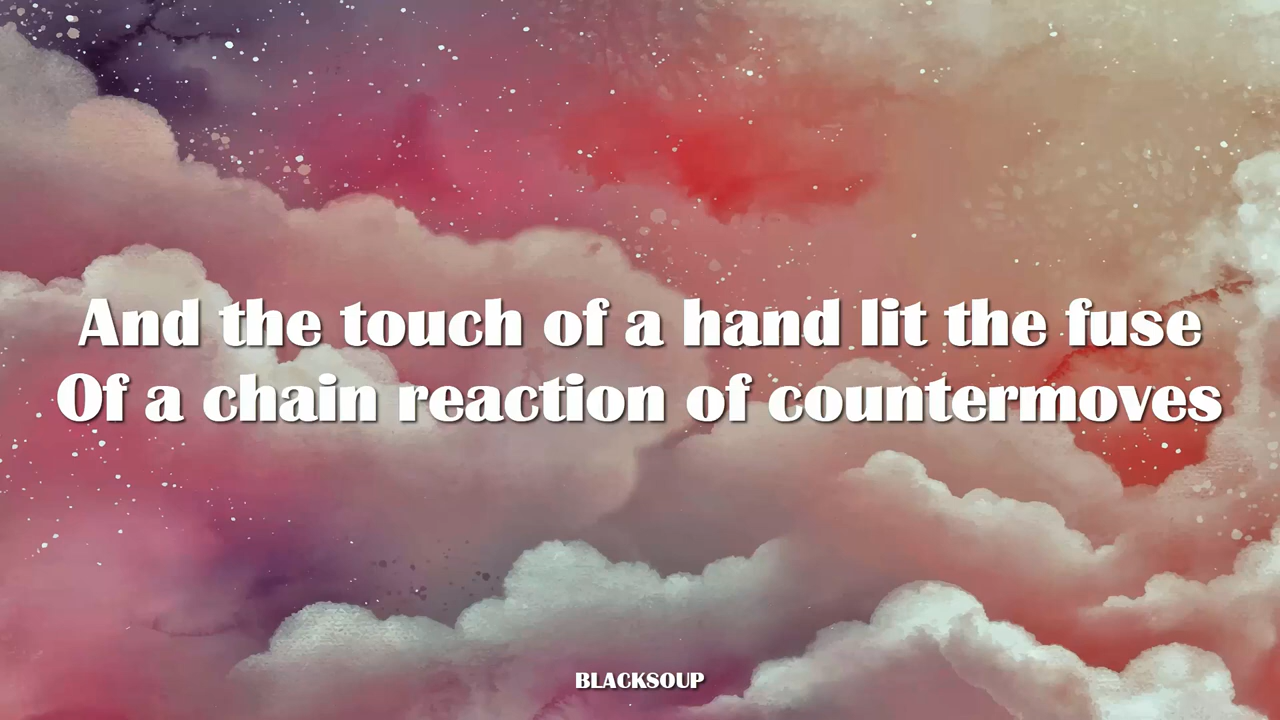 And the touch of a hand lit the fuse
Of a chain reaction of countermoves
BLACKSOUP